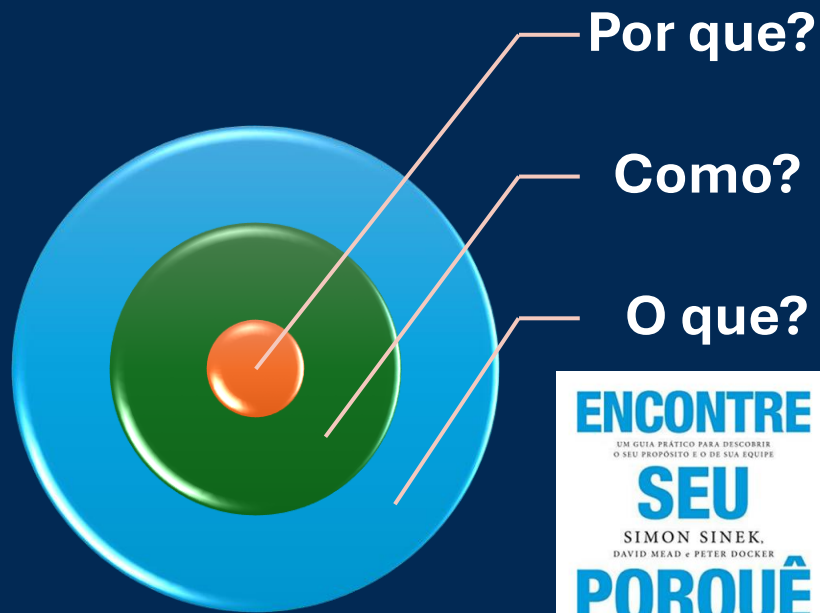 Por que?
Como?
O que?
ENCONTRE
UM GUIA PRÁTICO PARA DESCOBRIR
O SEU PROPÓSITO E O DE SUA EQUIPE
SEU
SIMON SINEK,
DAVID MEAD e PETER DOCKER
PORQUÊ